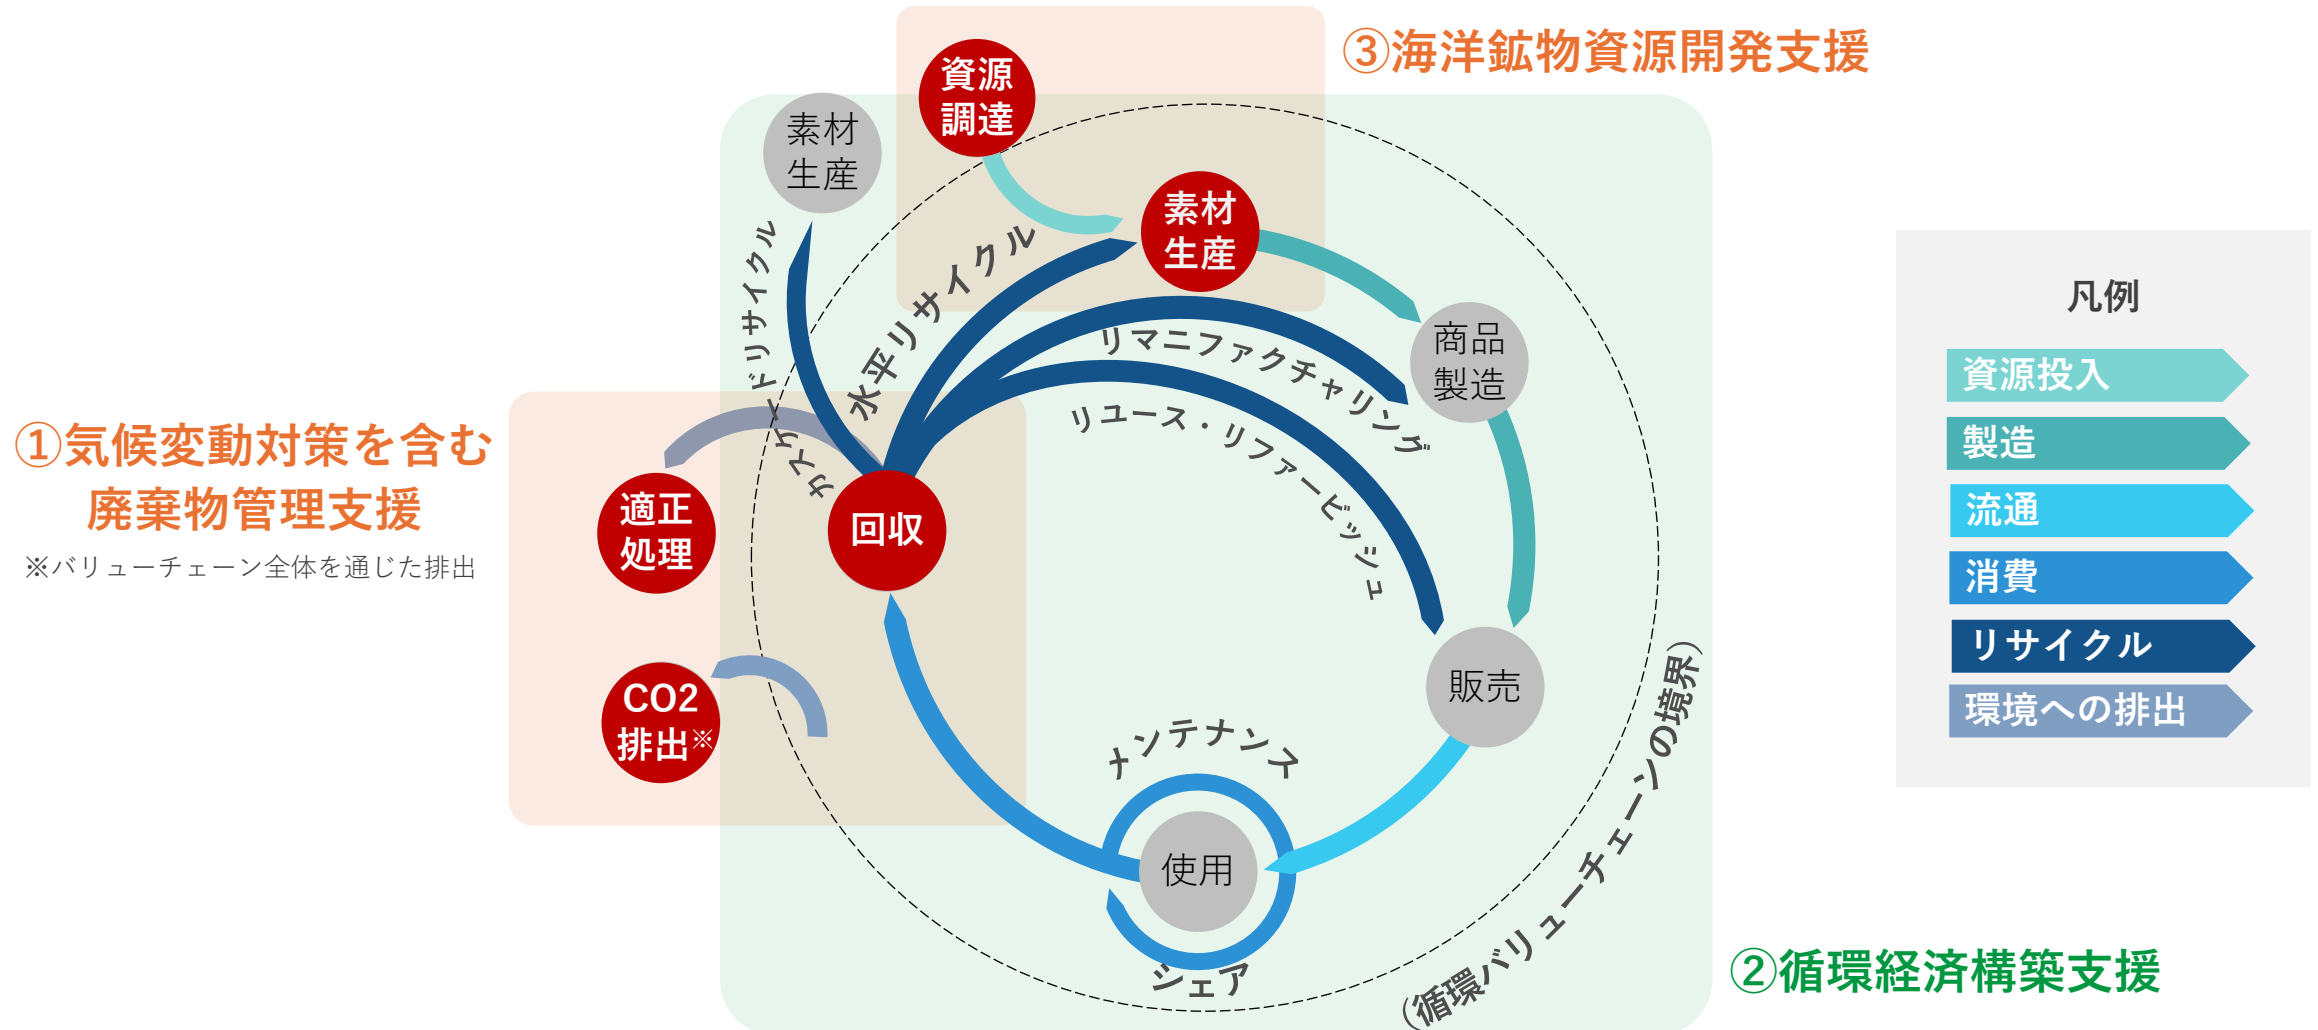 ③海洋鉱物資源開発支援
資源
調達
素材
生産
素材
生産
カスケードリサイクル
水平リサイクル
リマニファクチャリング
リユース・リファービッシュ
商品
製造
①気候変動対策を含む
廃棄物管理支援
※バリューチェーン全体を通じた排出
適正
処理
回収
CO2
排出※
販売
メンテナンス
使用
シェア
(循環バリューチェーンの境界)
②循環経済構築支援
凡例
資源投入
製造
流通
消費
リサイクル
環境への排出